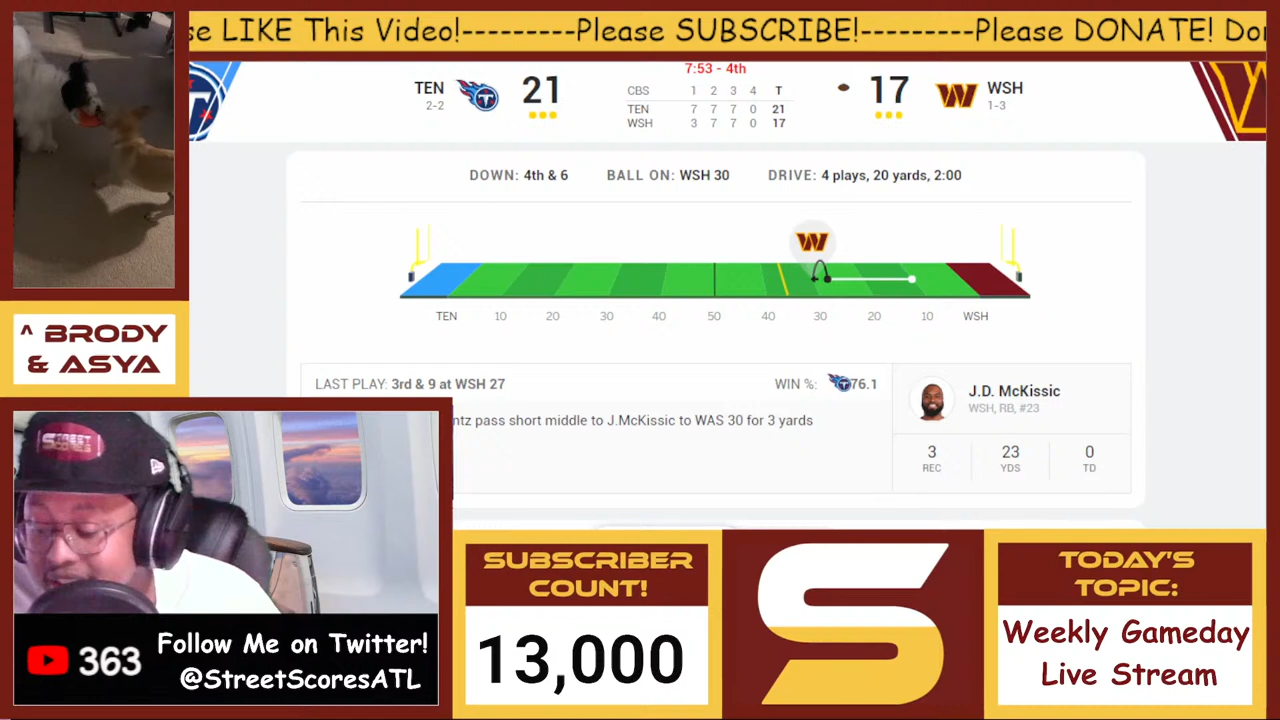 se LIKE This Video!---------Please SUBSCRIBE!---------Please DONATE! Don
7:53 - 4th
TEN 21 CBS 1 2 3 4 T 17 WSH
2-2 TEN 7 7 7 0 21 1-3
WSH 3 7 7 0 17
DOWN: 4th & 6 BALL ON: WSH 30 DRIVE: 4 plays, 20 yards, 2:00
W
TEN 10 20 30 40 50 40 30 20 10 WSH
^ BRODY
& ASYA
LAST PLAY: 3rd & 9 at WSH 27 WIN %: 76.1
J.D. McKissic
WSH, RB, #23
ntz pass short middle to J.McKissic to WAS 30 for 3 yards
3 23 0
REC YDS TD
STREET
SCORES
SUBSCRIBER
COUNT!
13,000
S
TODAY'S
TOPIC:
Weekly Gameday
Live Stream
363 Follow Me on Twitter!
@StreetScoresATL